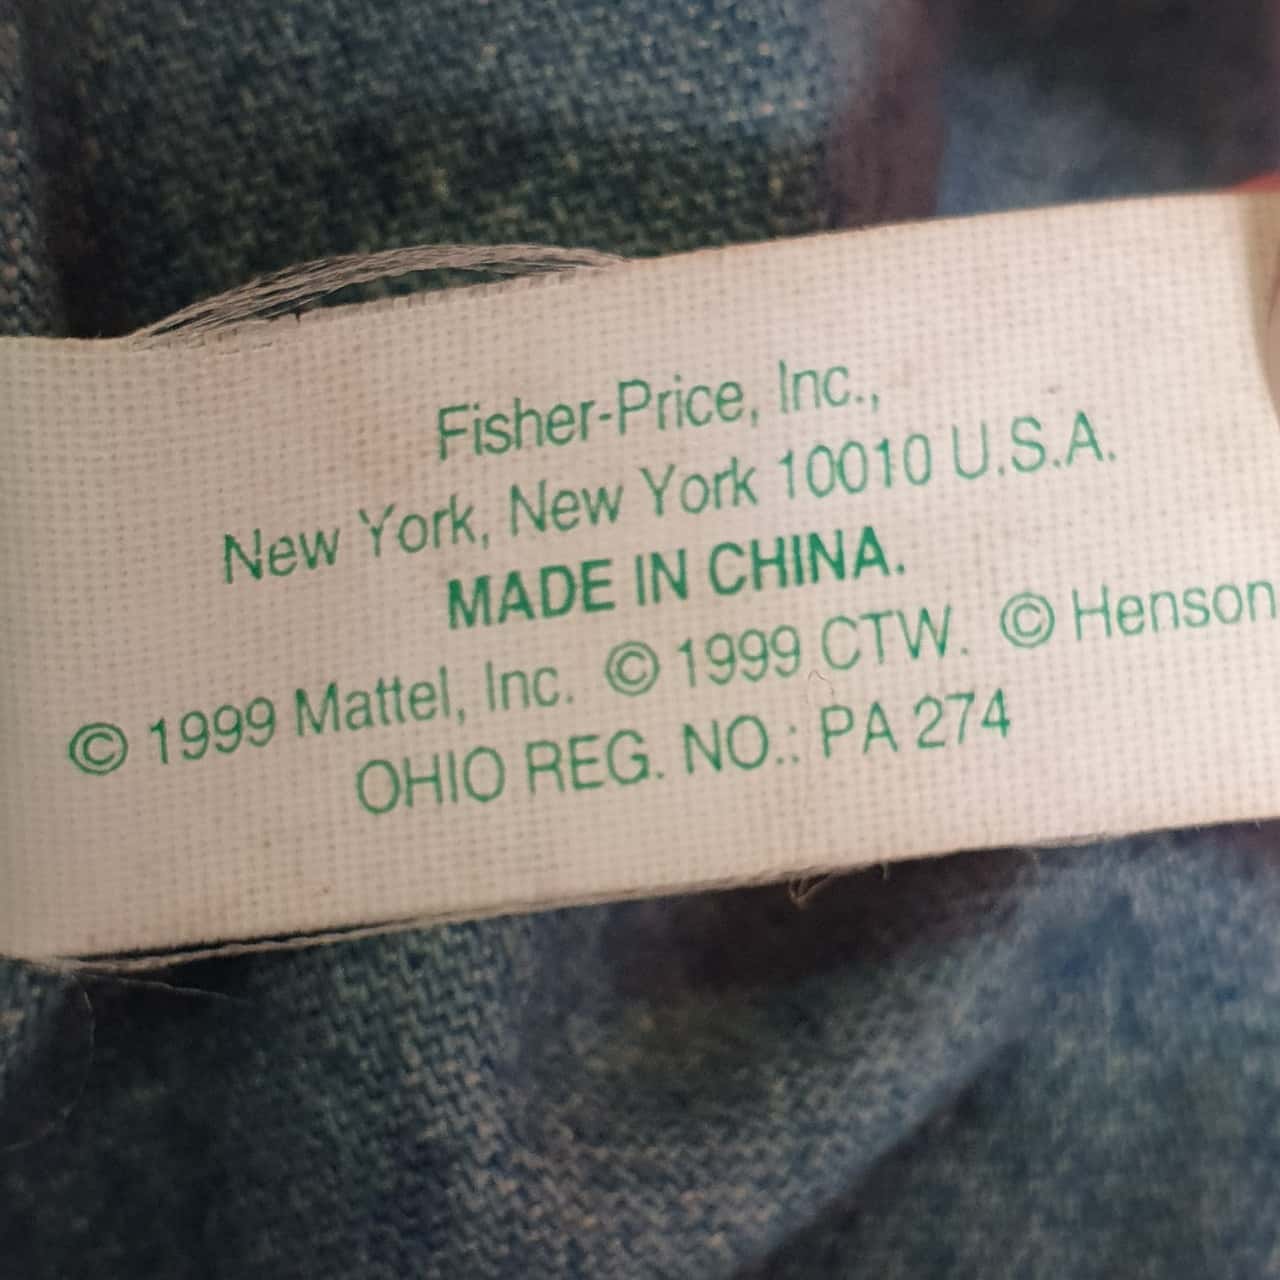 Fisher-Price, Inc.,
New York, New York 10010 U.S.A.
MADE IN CHINA.
© 1999 Mattel, Inc. © 1999 CTW. © Henson
OHIO REG. NO.: PA 274